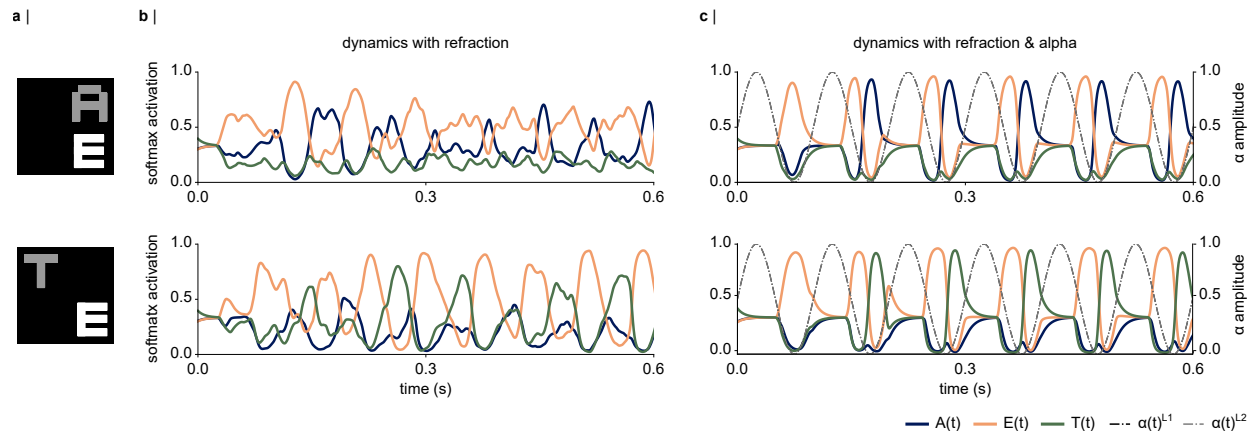 a | b | c |
dynamics with refraction dynamics with refraction & alpha
A
E
softmax activation
1.0
0.5
0.0
0.0 0.3 0.6
1.0
0.5
0.0
0.0 0.3 0.6
1.0
0.5
0.0
α amplitude
T
E
softmatx activation
1.0
0.5
0.0
0.0 0.3 0.6
time (s)
1.0
0.5
0.0
0.0 0.3 0.6
time (s)
1.0
0.5
0.0
α amplitude
A(t) E(t) T(t) α(t)L1 α(t)L2